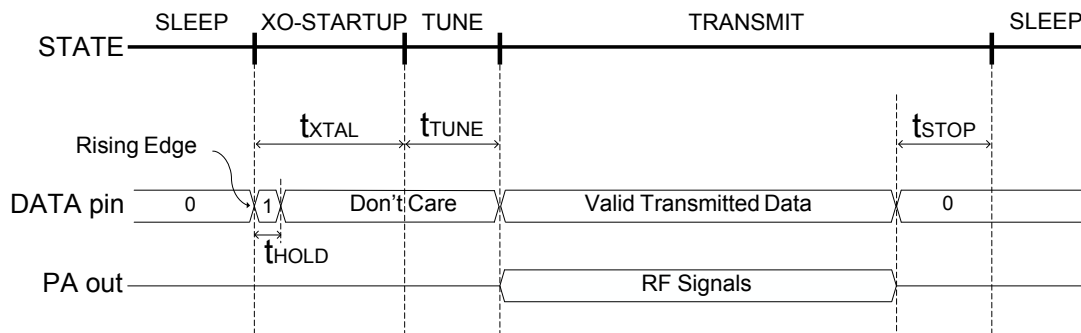 SLEEP XO-STARTUP TUNE TRANSMIT SLEEP
STATE
tXTAL tTUNE tSTOP
Rising Edge
DATA pin 0 1 Don't Care Valid Transmitted Data 0
tHOLD
PA out RF Signals